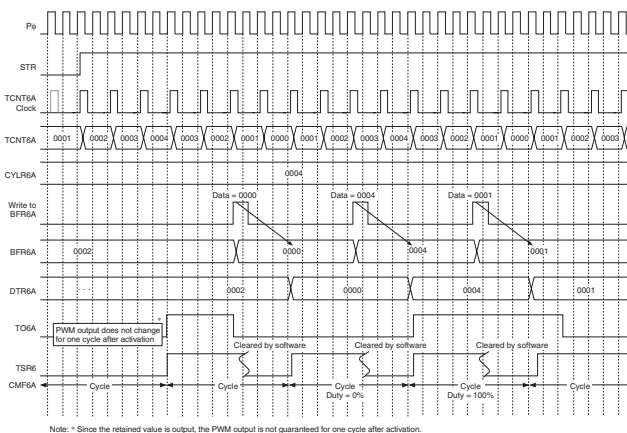 Pφ
STR
TCNT6A
Clock
TCNT6A 0001 0002 0003 0004 0003 0002 0001 0000 0001 0002 0003 0004 0003 0002 0001 0000 0001 0002 0003
CYLR6A 0004
Data = 0000 Data = 0004 Data = 0001
Write to
BFR6A
BFR6A 0002 0000 0004 0001
DTR6A 0002 0000 0004 0001
*
TO6A PWM output does not change
for one cycle after activation
Cleared by software Cleared by software Cleared by software
TSR6
CMF6A Cycle Cycle Cycle Cycle Cycle
Duty = 0% Duty = 100%
Note: * Since the retained value is output, the PWM output is not guaranteed for one cycle after activation.